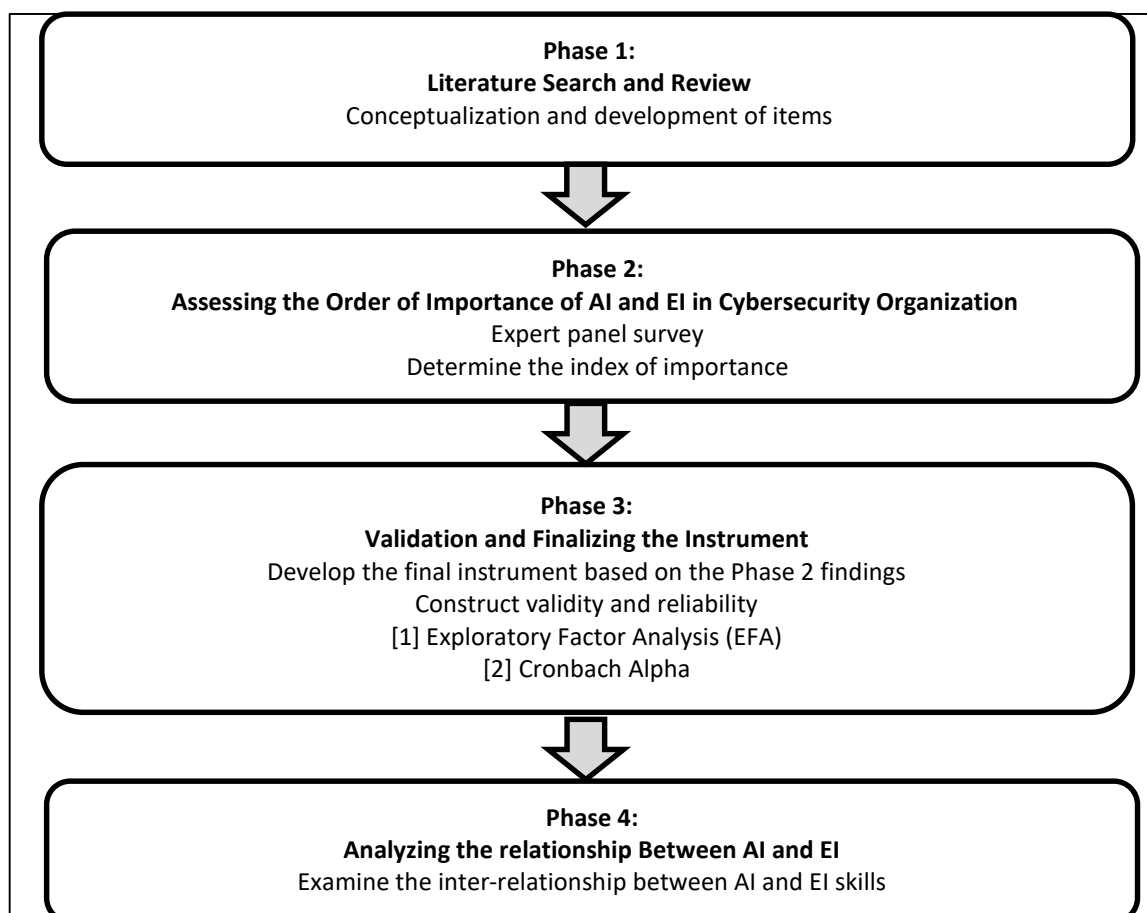 Phase 1:
Literature Search and Review
Conceptualization and development of items
Phase 2:
Assessing the Order of Importance of AI and EI in Cybersecurity Organization
Expert panel survey
Determine the index of importance
Phase 3:
Validation and Finalizing the Instrument
Develop the final instrument based on the Phase 2 findings
Construct validity and reliability
[1] Exploratory Factor Analysis (EFA)
[2] Cronbach Alpha
Phase 4:
Analyzing the relationship Between AI and EI
Examine the inter-relationship between AI and EI skills